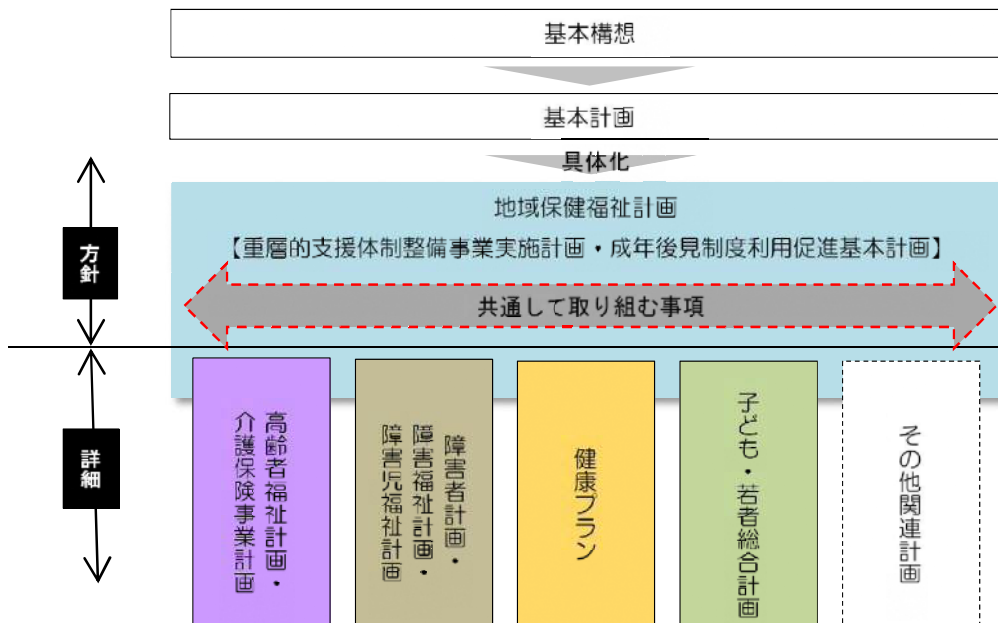 基本構想
基本計画
具体化
地域保健福祉計画
【重層的支援体制整備事業実施計画・成年後見制度利用促進基本計画】
方針
共通して取り組む事項
詳細
高齢者福祉計画・
介護保険事業計画
障害者計画・
障害福祉計画・
障害児福祉計画
健康プラン
子ども・若者総合計画
その他関連計画